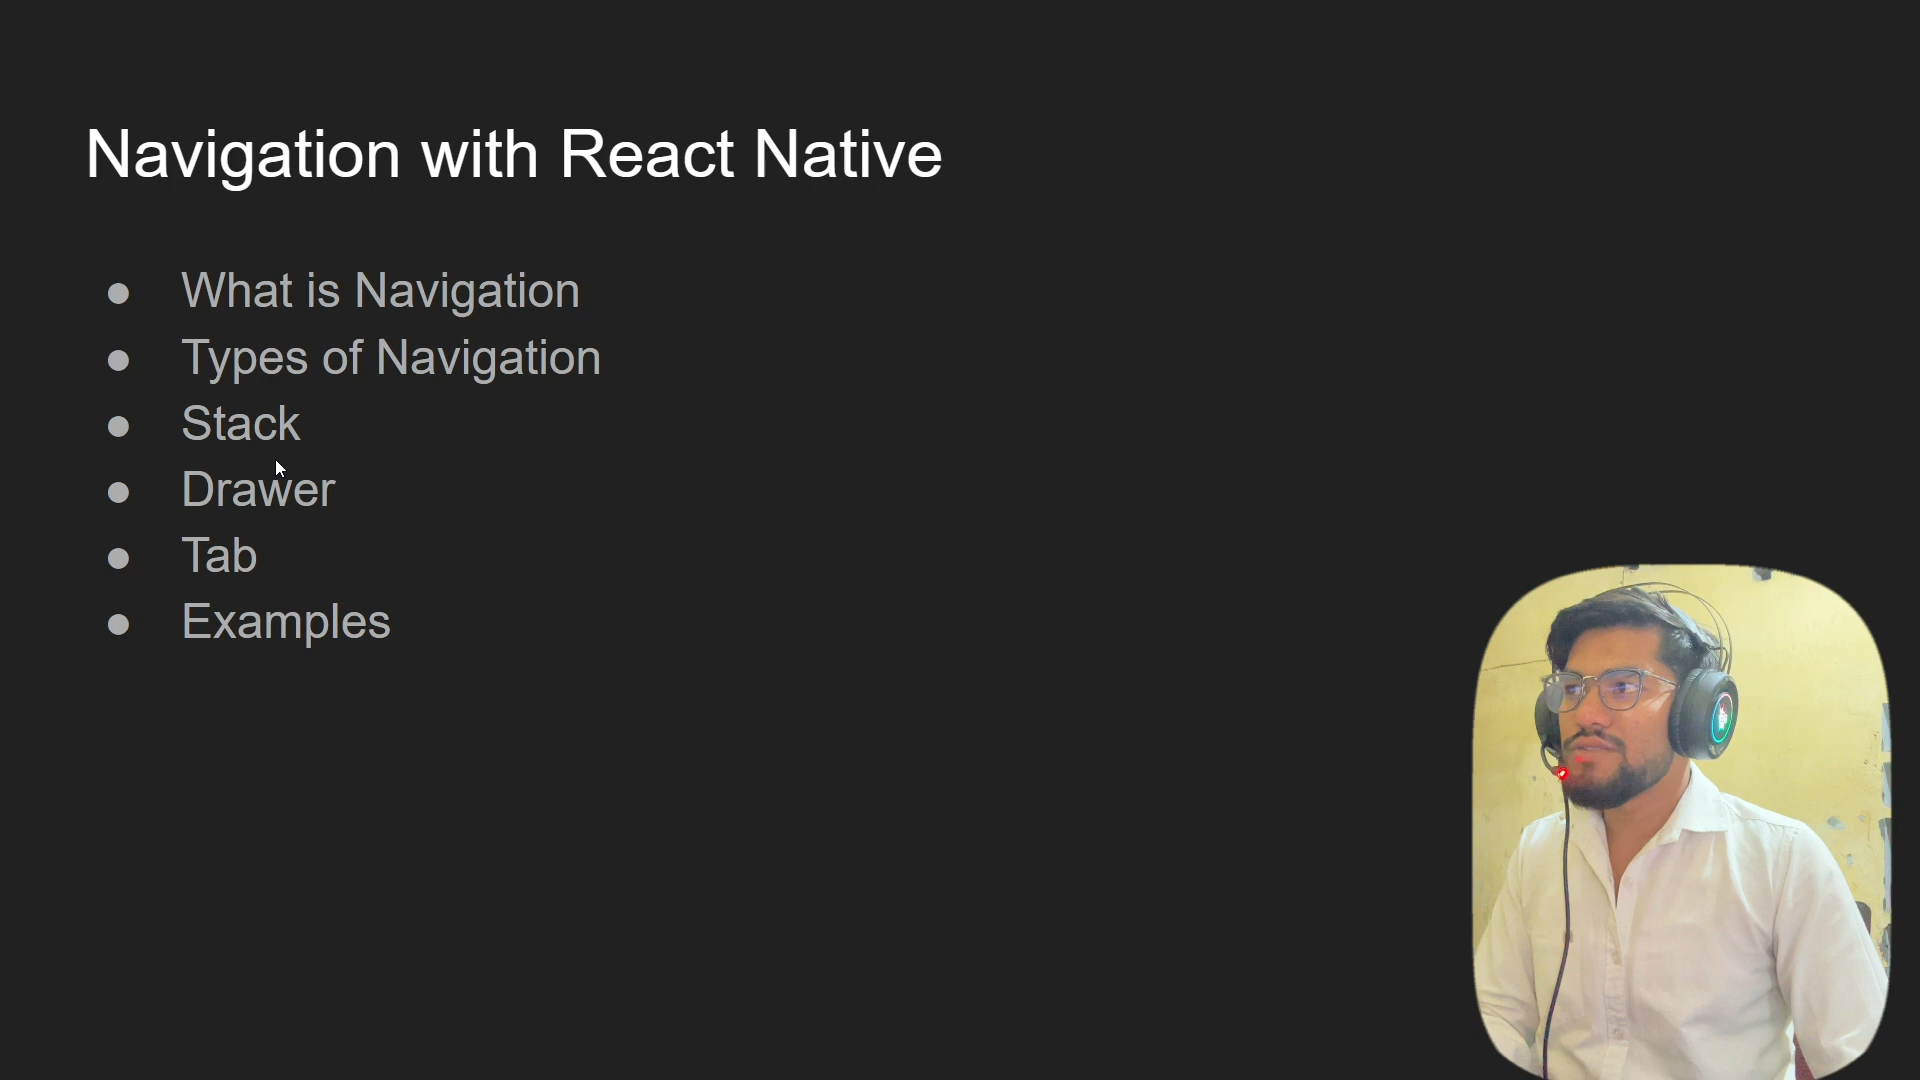 Navigation with React Native
● What is Navigation
● Types of Navigation
● Stack
● Drawer
● Tab
● Examples